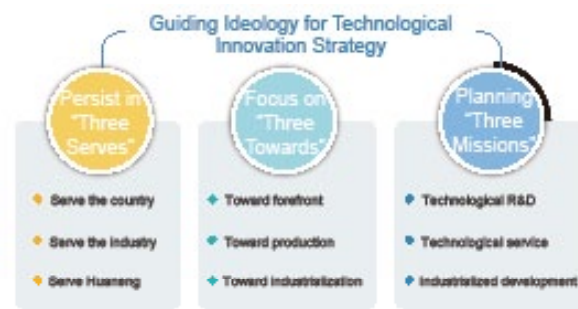 Guiding Ideology for Technological
Innovation Strategy
Persist in
"Three
Serves"
Focus on
"Three
Towards"
Planning
"Three
Missions"
Serve the country
Serve the industry
Serve Huaneng
Toward forefront
Toward production
Toward industrialization
Technological R&D
Technological service
Industrialized development